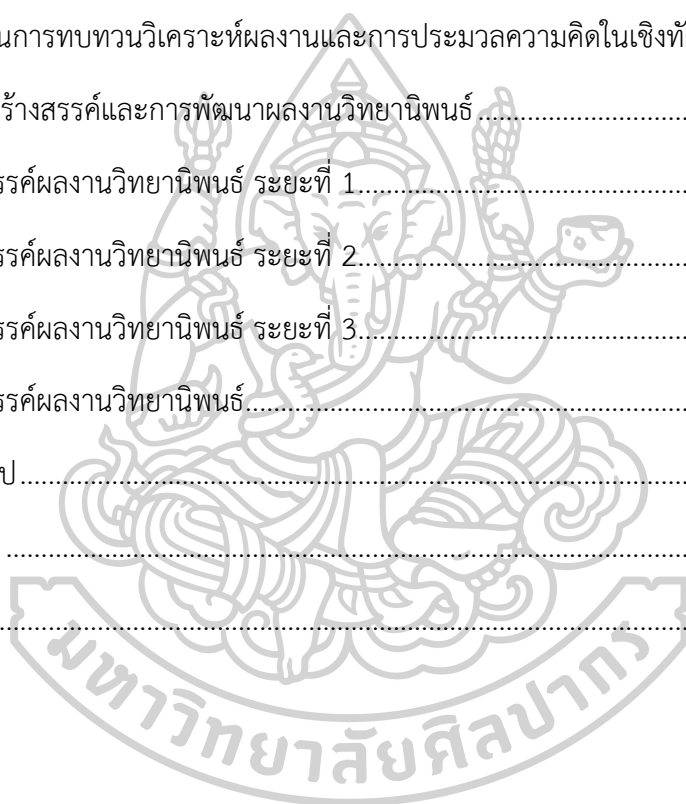 นการทบทวนวิเคราะห์ผลงานและการประมวลความคิดในเชิงทั
ร้างสรรค์และการพัฒนาผลงานวิทยานิพนธ์ ................................
รรค์ผลงานวิทยานิพนธ์ ระยะที่ 1................................................
รรค์ผลงานวิทยานิพนธ์ ระยะที่ 2................................................
รรค์ผลงานวิทยานิพนธ์ ระยะที่ 3................................................
รรค์ผลงานวิทยานิพนธ์................................................................
ป ................................................................................................
................................................................................................
................................................................................................
มหาวิทยาลัยศิลปากร